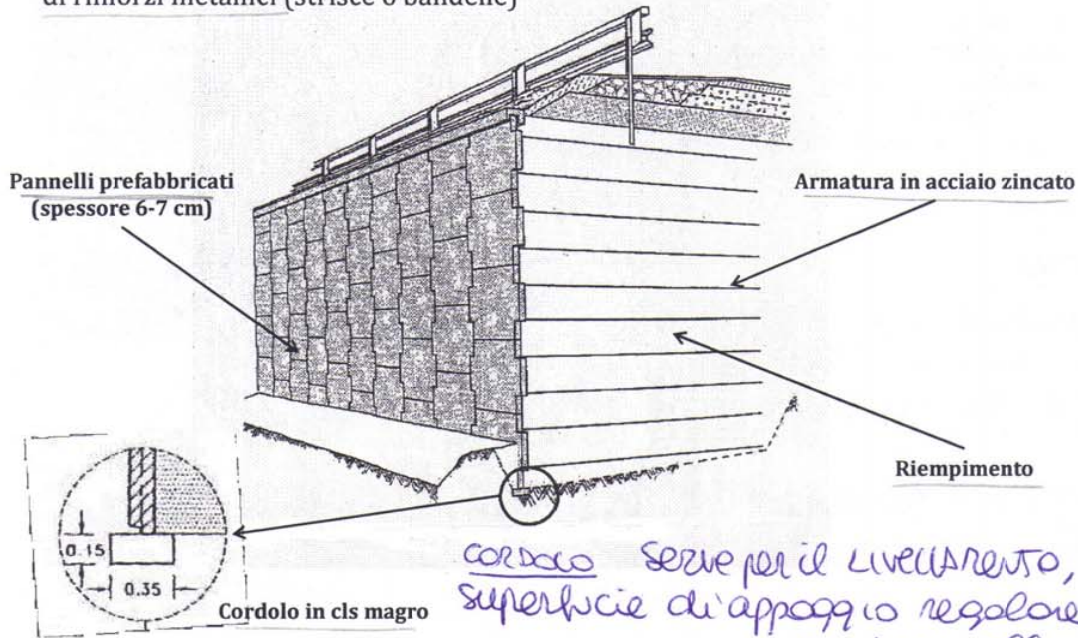 di rinforzi metallici (strisce o bandelle)
Pannelli prefabbricati
(spessore 6-7 cm)
Armatura in acciaio zincato
Riempimento
0.15
0.35
Cordolo in cls magro
CORDOLO Serve per il LIVELLAMENTO,
superficie di appoggio regolare